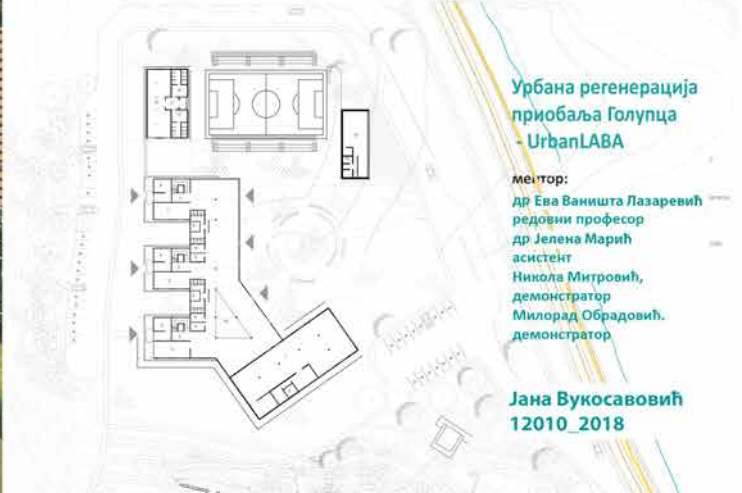 Урбана регенерација
приобаља Голупца
- UrbanLABA
ментор:
др Ева Ваништа Лазаревић
редовни професор
др Јелена Марић
асистент
Никола Митровић,
демонстратор
Милорад Обрадовић.
демонстратор
Јана Вукосавовић
12010_2018